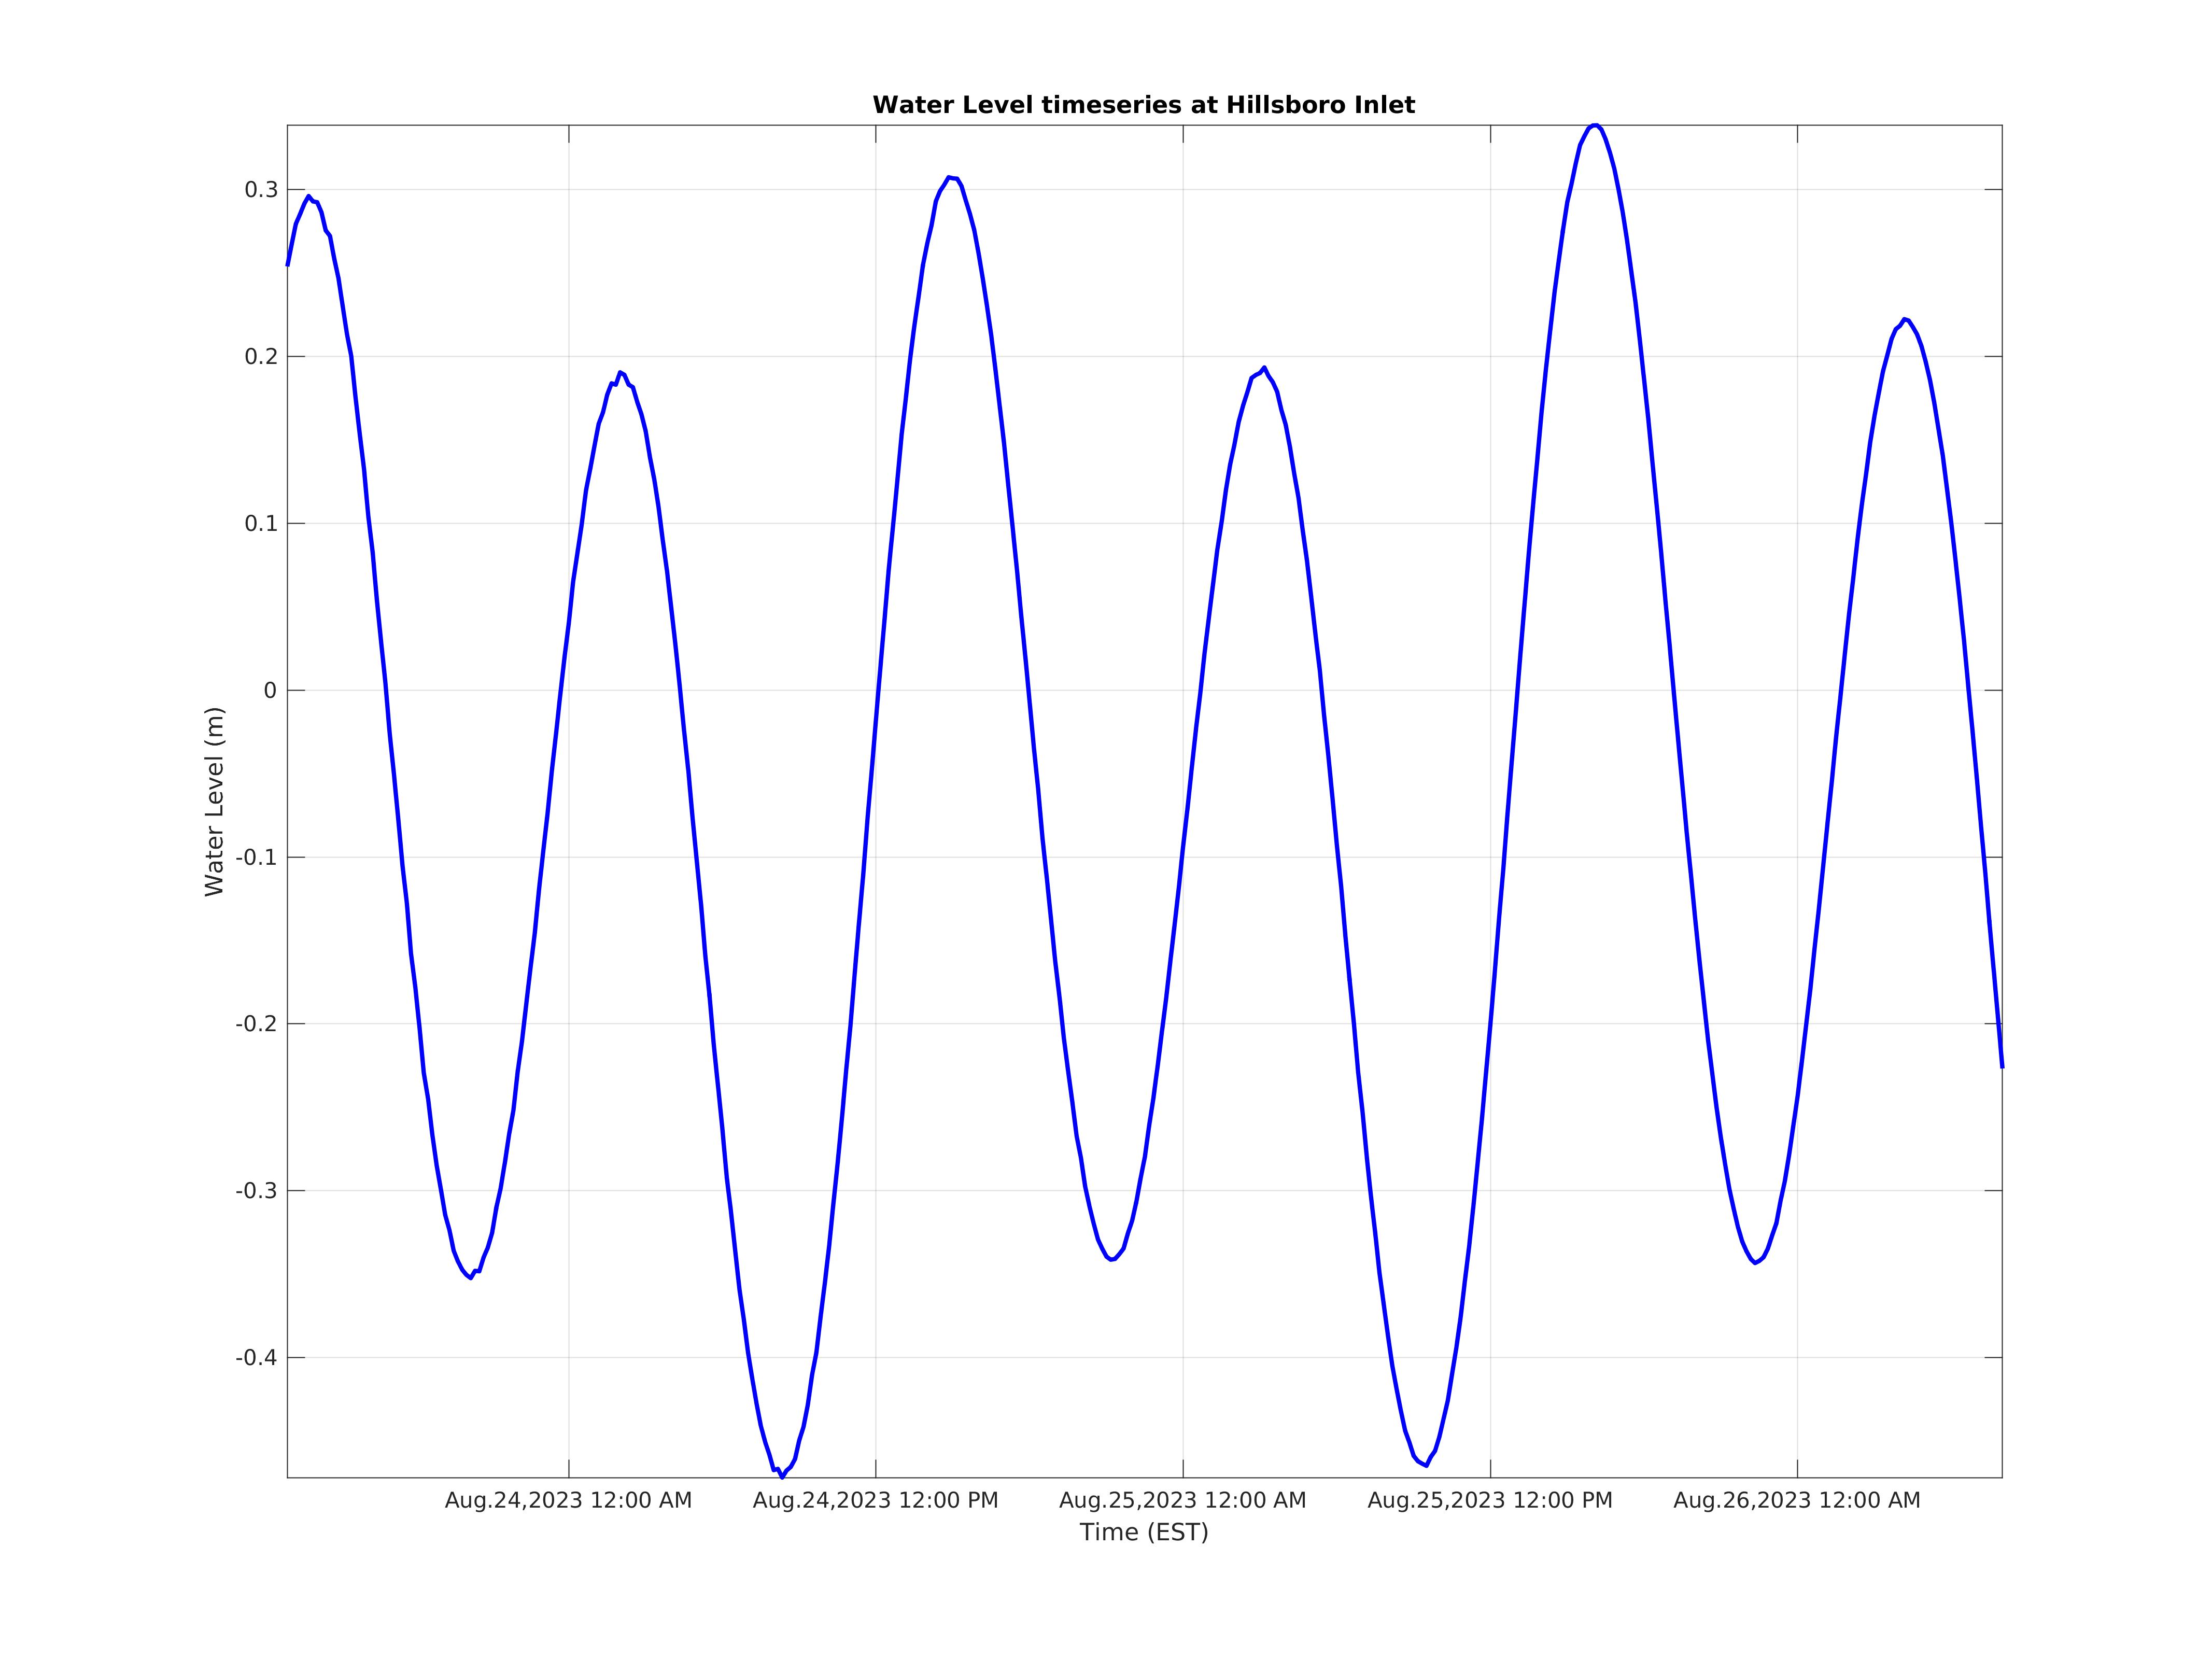 Water Level timeseries at Hillsboro Inlet
0.3
0.2
0.1
0
-0.1
-0.2
-0.3
-0.4
Water Level (m)
Aug.24,2023 12:00 AM
Aug.24,2023 12:00 PM
Aug.25,2023 12:00 AM
Aug.25,2023 12:00 PM
Aug.26,2023 12:00 AM
Time (EST)